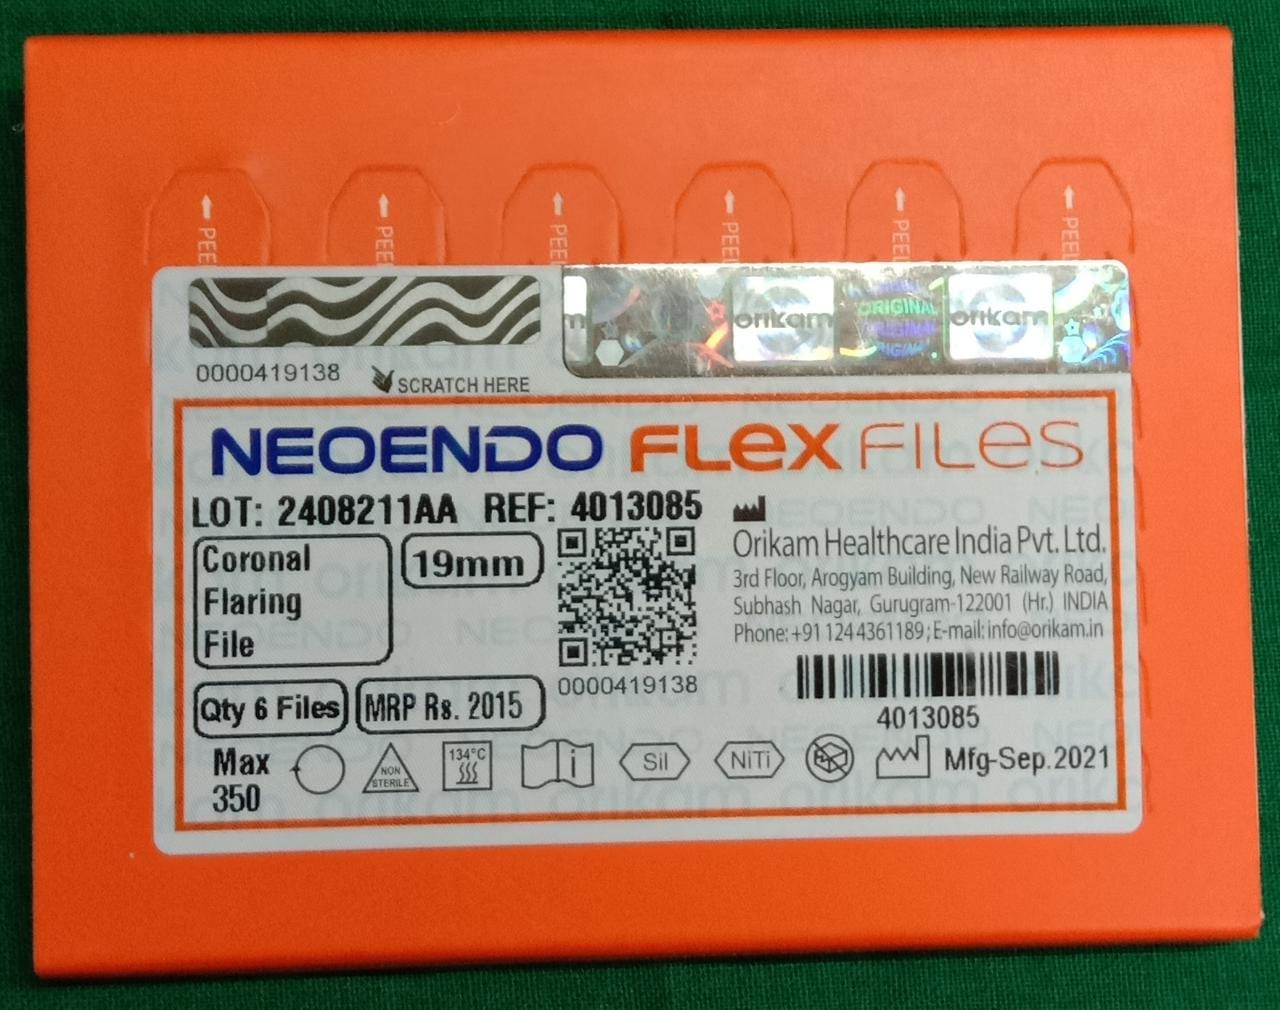 PEEL PEEL PEEL PEEL PEEL PEEL
orikam ORIGINAL orikam
0000419138 SCRATCH HERE
NEOENDO FLEX FILES
LOT: 2408211AA REF: 4013085
Coronal
Flaring
File
19mm
Qty 6 Files
MRP Rs. 2015
0000419138
Orikam Healthcare India Pvt. Ltd.
3rd Floor, Arogyam Building, New Railway Road,
Subhash Nagar, Gurugram-122001 (Hr.) INDIA
Phone: +91 124 4361189; E-mail: info@orikam.in
4013085
Max
350
NON
STERILE
134°C
i
Sil
NiTi
Mfg-Sep.2021